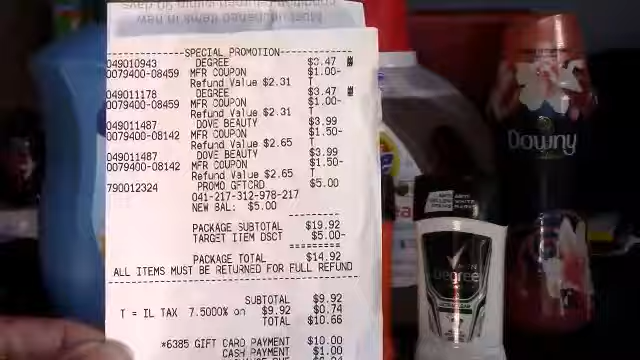 SPECIAL PROMOTION
049010943 DEGREE $3.47
0079400-08459 MFR COUPON $1.00-
Refund Value $2.31 T
049011178 DEGREE $3.47
0079400-08459 MFR COUPON $1.00-
Refund Value $2.31 T
049011487 DOVE BEAUTY $3.99
0079400-08142 MFR COUPON $1.50-
Refund Value $2.65 T
049011487 DOVE BEAUTY $3.99
0079400-08142 MFR COUPON $1.50-
Refund Value $2.65 T
790012324 PROMO GFTCRD $5.00
041-217-312-978-217
NEW BAL: $5.00
PACKAGE SUBTOTAL $19.92
TARGET ITEM DSCT $5.00-
PACKAGE TOTAL $14.92
ALL ITEMS MUST BE RETURNED FOR FULL REFUND
SUBTOTAL $9.92
T = IL TAX 7.5000% on $9.92 $0.74
TOTAL $10.66
*6385 GIFT CARD PAYMENT $10.00
CASH PAYMENT $1.00
Downy
Degree